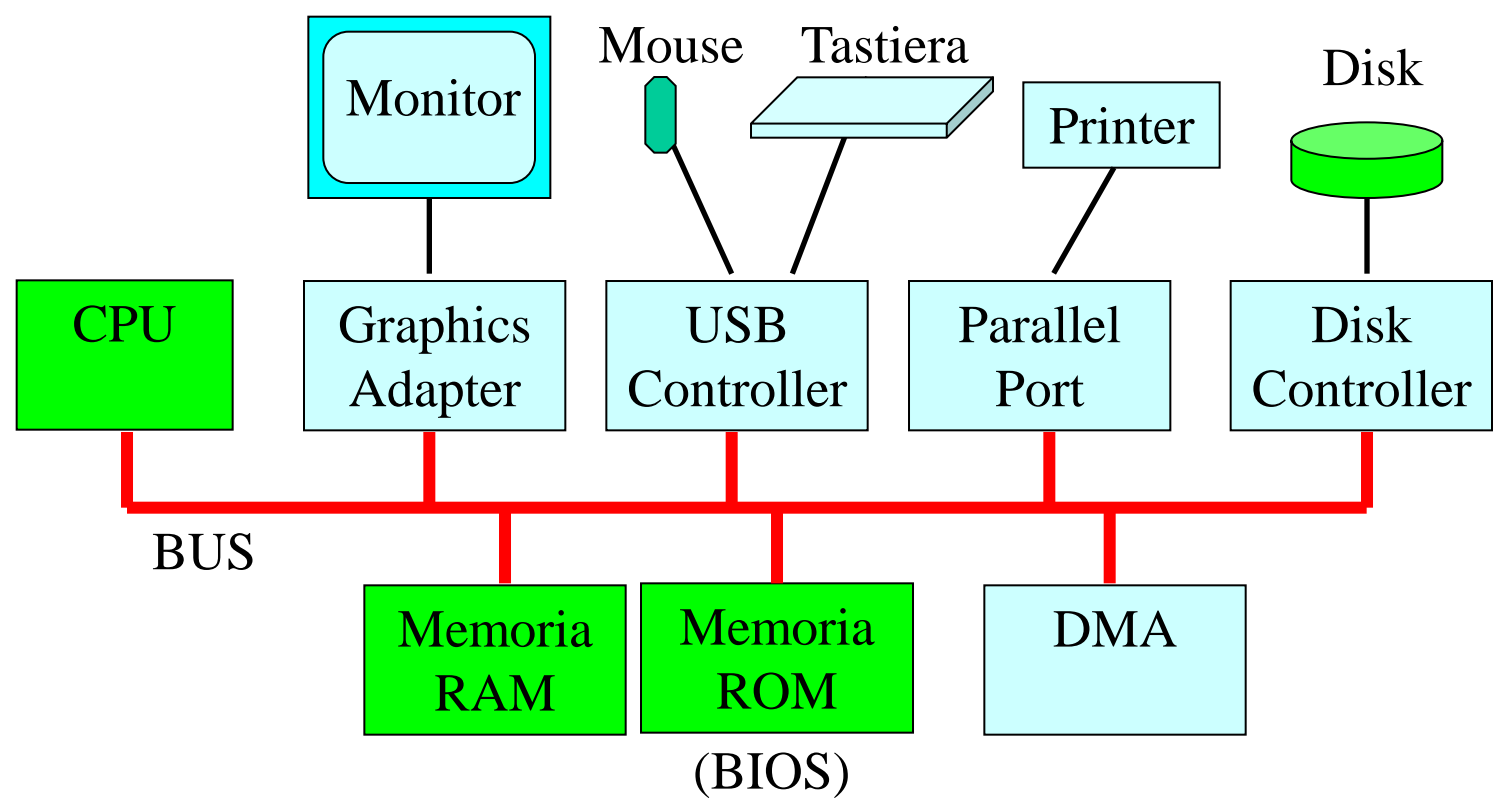 Mouse
Tastiera
Disk
Monitor
Printer
CPU
Graphics
Adapter
USB
Controller
Parallel
Port
Disk
Controller
BUS
Memoria
RAM
Memoria
ROM
DMA
(BIOS)